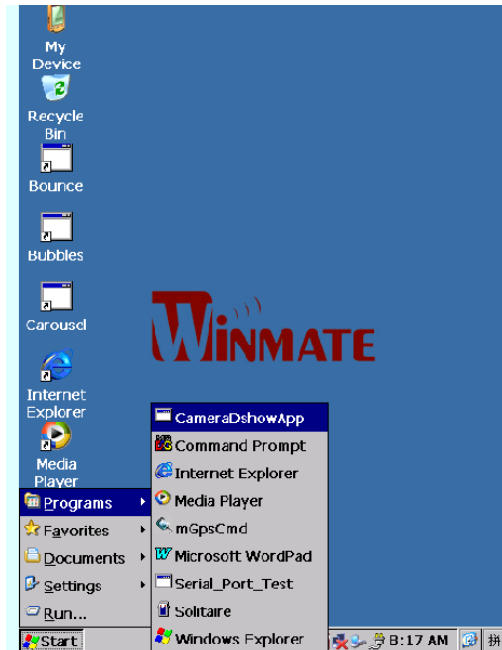 My
Device
Recycle
Bin
Bounce
Bubbles
Carousel
Internet
Explorer
Media
Player
WINMATE
Programs
Favorites
Documents
Settings
Run...
CameraDshowApp
Command Prompt
Internet Explorer
Media Player
mGpsCmd
Microsoft WordPad
Serial_Port_Test
Solitaire
Windows Explorer
Start
8:17 AM
拼